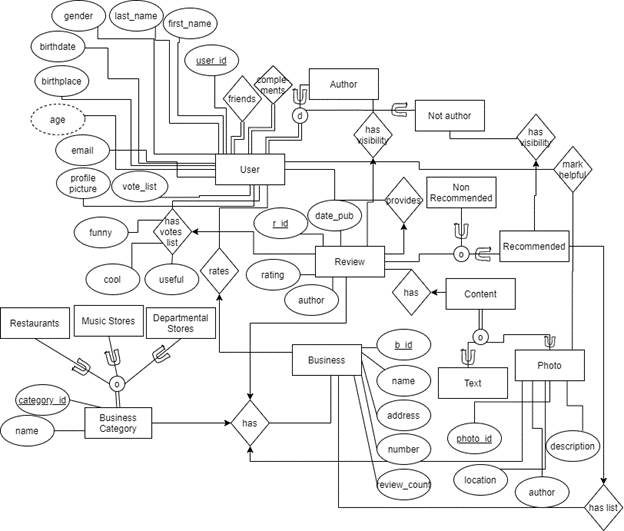 gender
last_name
first_name
birthdate
user_id
birthplace
friends
comple
ments
Author
d
Not author
age
has
visibility
has
visibility
email
User
mark
helpful
profile
picture
vote_list
provides
Non
Recommended
funny
has
votes
list
r_id
date_pub
o
Recommended
cool
useful
rates
Review
rating
author
has
Content
Restaurants
Music Stores
Departmental
Stores
o
b_id
Business
name
Text
Photo
o
category_id
name
Business
Category
has
address
number
photo_id
description
review_count
location
author
has list